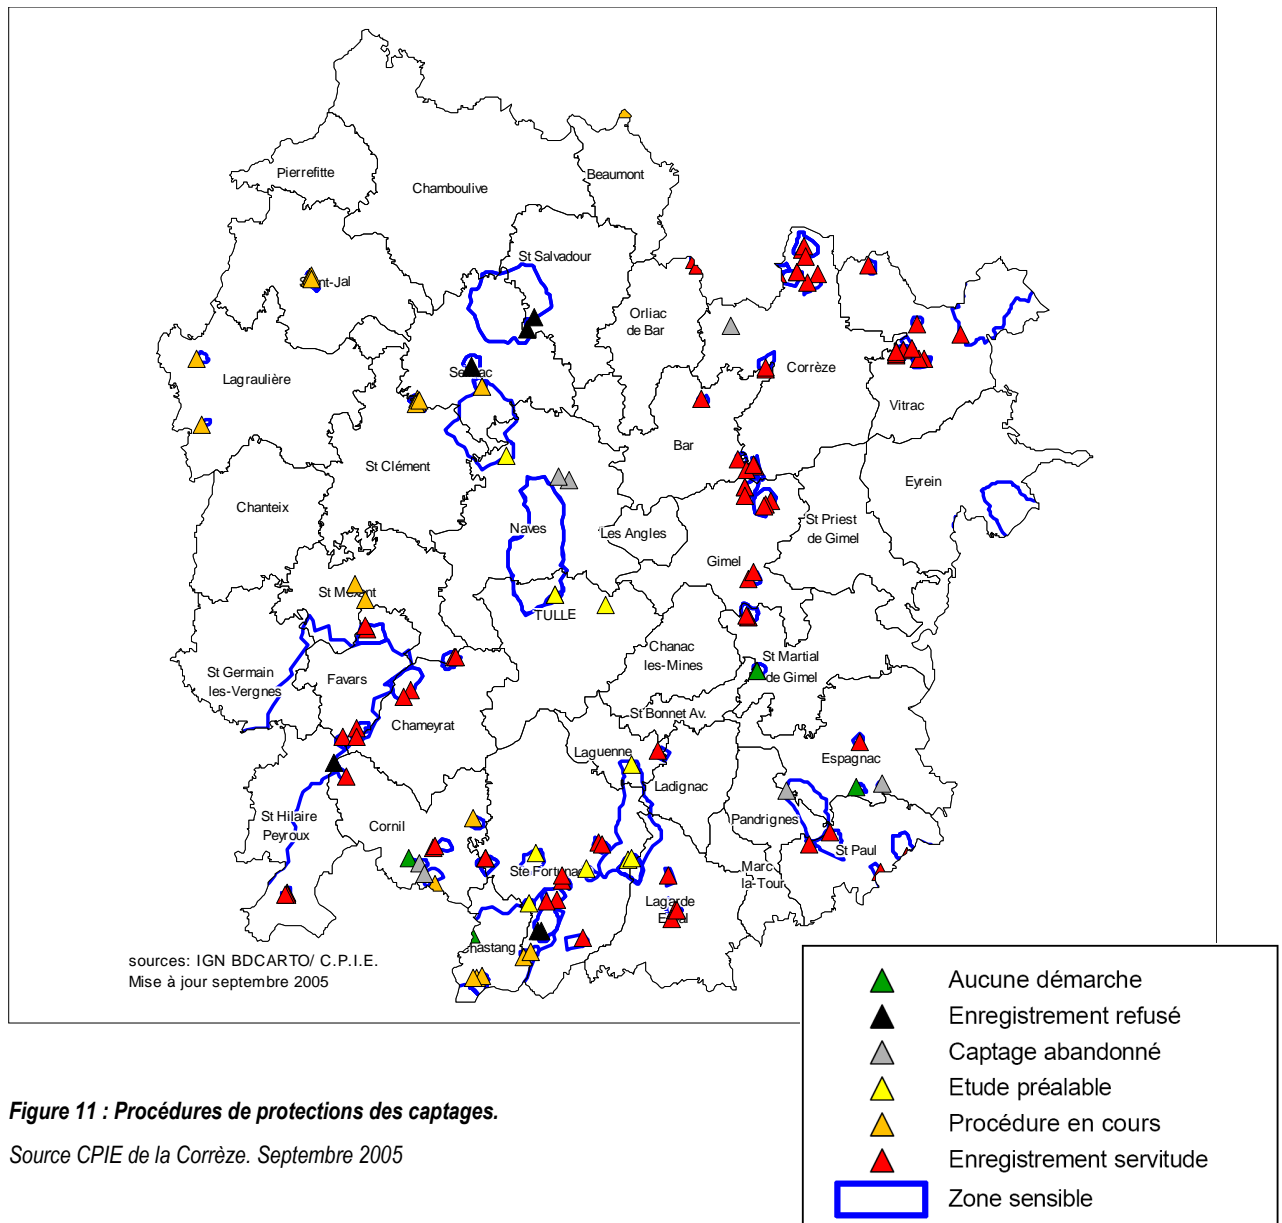 Pierrefitte
Chamboulive
Beaumont
St Salvadour
Orliac
de Bar
Lagraulière
Corrèze
Vitrac
St Clément
Bar
Eyrein
Chanteix
Naves
Les Angles
St Priest
de Gimel
Gimel
TULLE
Chanac
les-Mines
St Martial
de Gimel
St Germain
les-Vergnes
Favars
Chameyrat
St Bonnet Av.
Laguenne
Ladignac
Espagnac
Pandrignes
St Hilaire
Peyroux
Cornil
St Paul
Marc
la-Tour
Ste Fortuna
Lagarde
sources: IGN BDCARTO/ C.P.I.E.
Mise à jour septembre 2005
Aucune démarche
Enregistrement refusé
Captage abandonné
Etude préalable
Procédure en cours
Enregistrement servitude
Zone sensible
Figure 11 : Procédures de protections des captages.
Source CPIE de la Corrèze. Septembre 2005